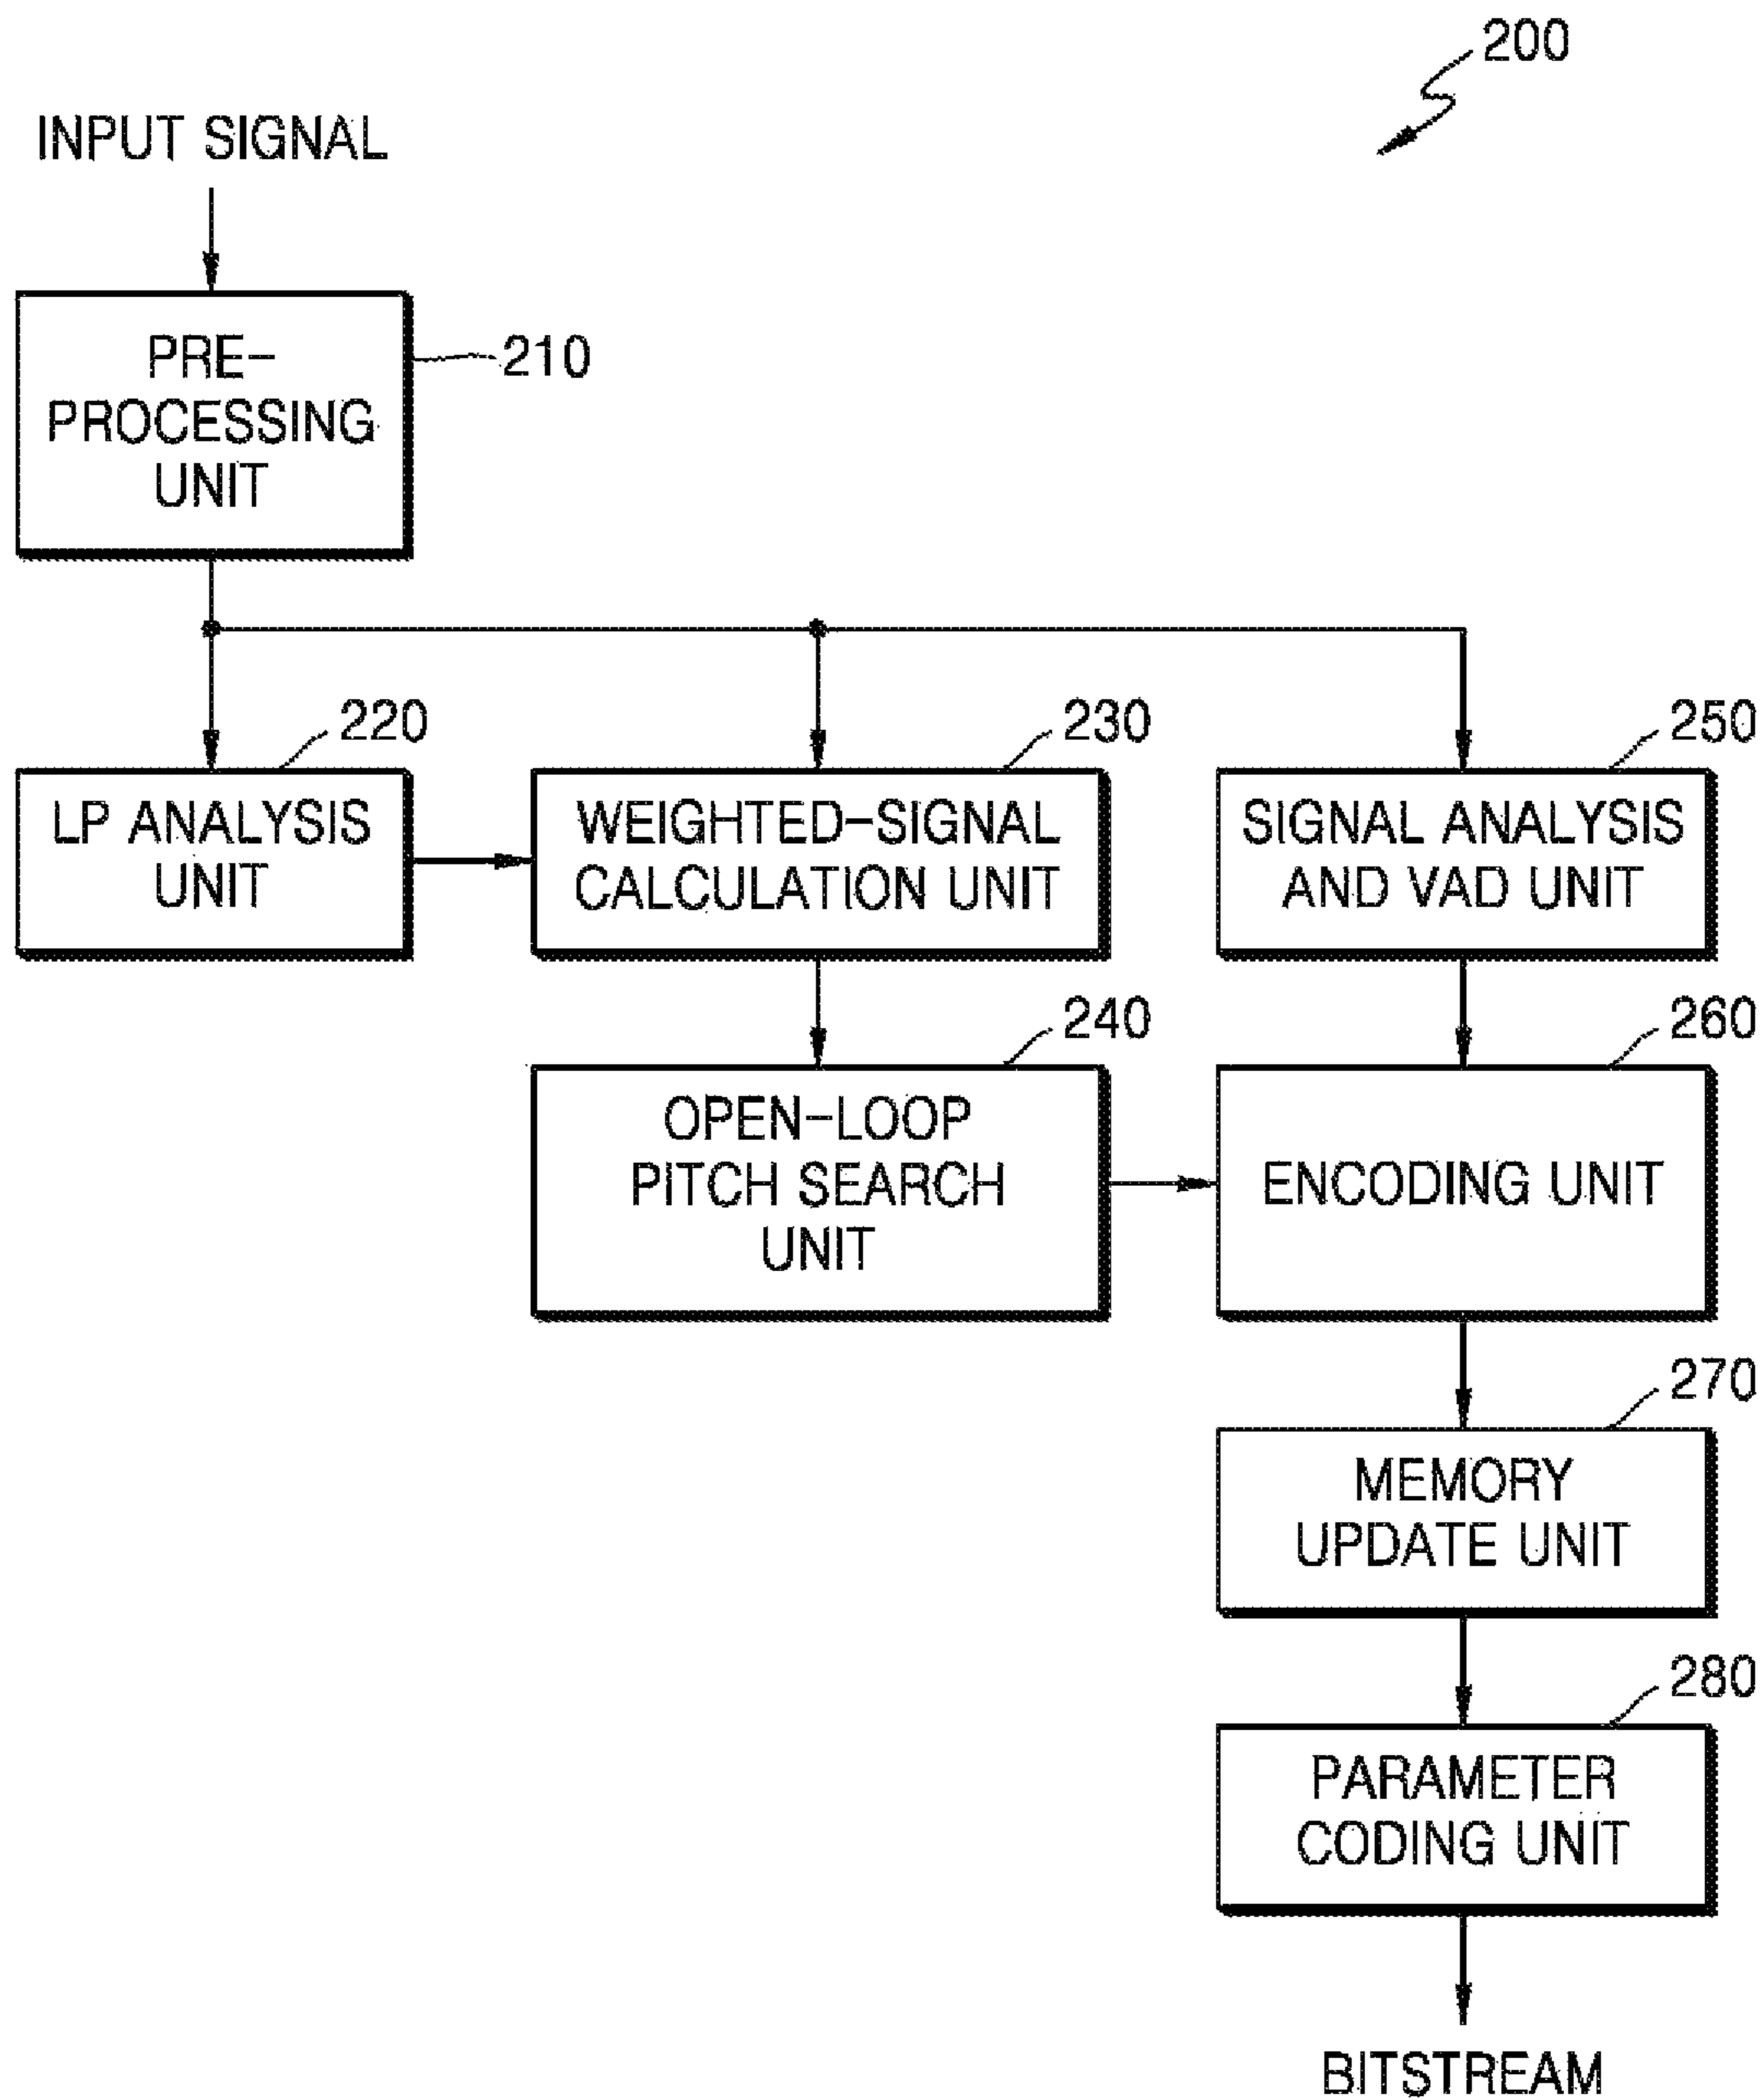 200
INPUT SIGNAL
PRE-
PROCESSING
UNIT
210
220
230
250
LP ANALYSIS
UNIT
WEIGHTED-SIGNAL
CALCULATION UNIT
SIGNAL ANALYSIS
AND VAD UNIT
240
260
OPEN-LOOP
PITCH SEARCH
UNIT
ENCODING UNIT
270
MEMORY
UPDATE UNIT
280
PARAMETER
CODING UNIT
BITSTREAM